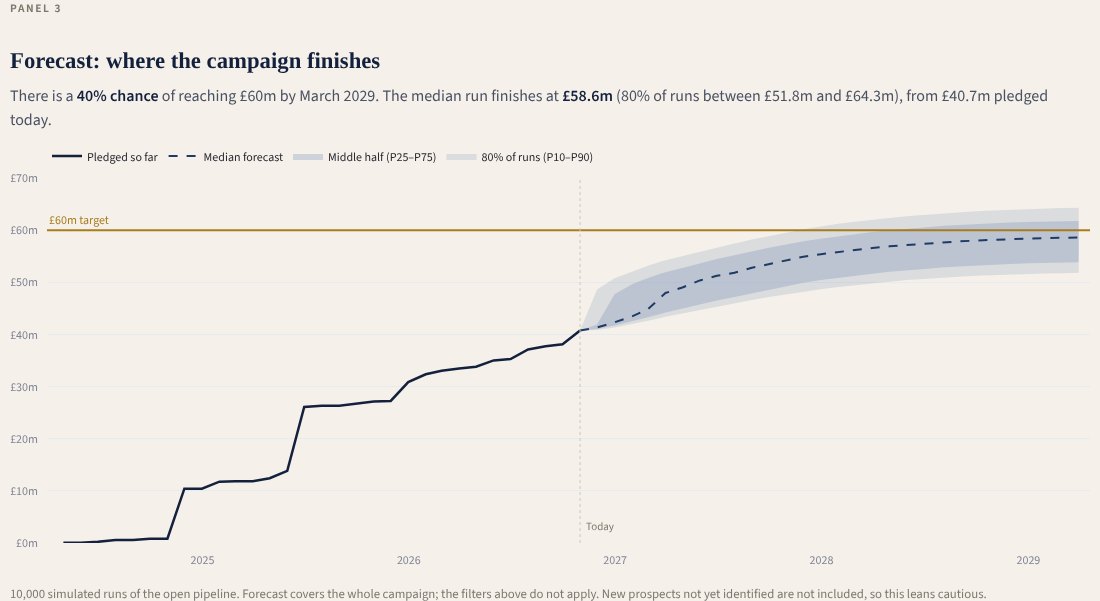 PANEL 3
Forecast: where the campaign finishes
There is a 40% chance of reaching £60m by March 2029. The median run finishes at £58.6m (80% of runs between £51.8m and £64.3m), from £40.7m pledged
today.
Pledged so far Median forecast Middle half (P25–P75) 80% of runs (P10–P90)
£70m
£60m target
£60m
£50m
£40m
£30m
£20m
£10m
Today
£0m
2025 2026 2027 2028 2029
10,000 simulated runs of the open pipeline. Forecast covers the whole campaign; the filters above do not apply. New prospects not yet identified are not included, so this leans cautious.